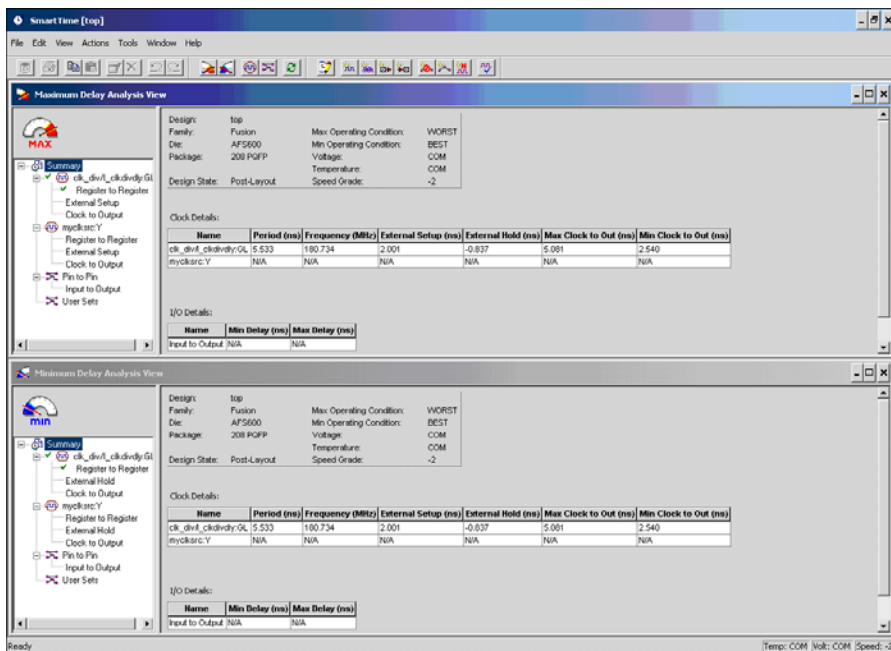 SmartTime [top]
File Edit View Actions Tools Window Help
Maximum Delay Analysis View
MAX
Summary
clk_div/I_clkdivdly:GL
Register to Register
External Setup
Clock to Output
myclksrc:Y
Register to Register
External Setup
Clock to Output
Pin to Pin
Input to Output
User Sets
Design: top
Family: Fusion Max Operating Condition: WORST
Die: AFS600 Min Operating Condition: BEST
Package: 208 PQFP Voltage: COM
Temperature: COM
Design State: Post-Layout Speed Grade: -2
Clock Details:
Name Period (ns) Frequency (MHz) External Setup (ns) External Hold (ns) Max Clock to Out (ns) Min Clock to Out (ns)
clk_div/I_clkdivdly:GL 5.533 180.734 2.001 -0.837 5.081 2.540
myclksrc:Y N/A N/A N/A N/A N/A N/A
I/O Details:
Name Min Delay (ns) Max Delay (ns)
Input to Output N/A N/A
Minimum Delay Analysis View
min
Summary
clk_div/I_clkdivdly:GL
Register to Register
External Hold
Clock to Output
myclksrc:Y
Register to Register
External Hold
Clock to Output
Pin to Pin
Input to Output
User Sets
Design: top
Family: Fusion Max Operating Condition: WORST
Die: AFS600 Min Operating Condition: BEST
Package: 208 PQFP Voltage: COM
Temperature: COM
Design State: Post-Layout Speed Grade: -2
Clock Details:
Name Period (ns) Frequency (MHz) External Setup (ns) External Hold (ns) Max Clock to Out (ns) Min Clock to Out (ns)
clk_div/I_clkdivdly:GL 5.533 180.734 2.001 -0.837 5.081 2.540
myclksrc:Y N/A N/A N/A N/A N/A N/A
I/O Details:
Name Min Delay (ns) Max Delay (ns)
Input to Output N/A N/A
Ready Temp: COM Volt: COM Speed: -2